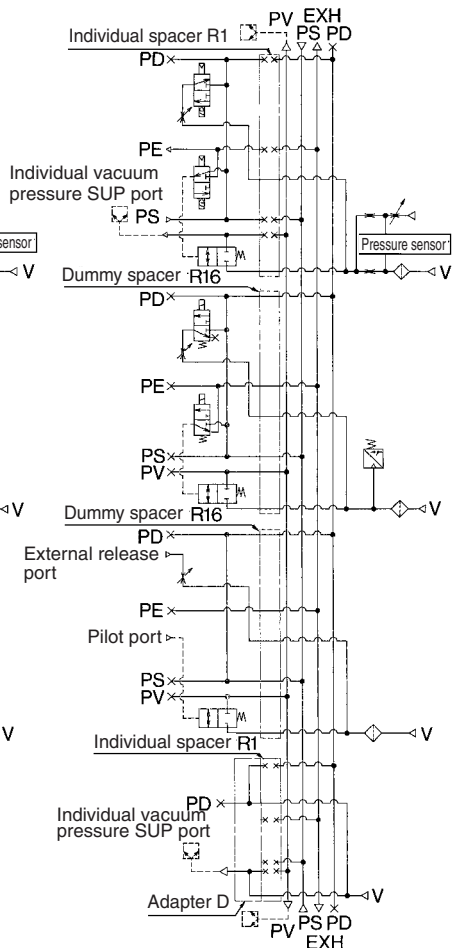 EXH
PV PS PD
Individual spacer R1
PD
PE
Individual vacuum
pressure SUP port
PS
sensor
Pressure sensor
V
V
Dummy spacer R16
PD
PE
PS
PV
V
V
Dummy spacer R16
PD
External release
port
PE
Pilot port
PS
PV
V
V
Individual spacer R1
PD
Individual vacuum
pressure SUP port
V
Adapter D
PV PS PD
EXH